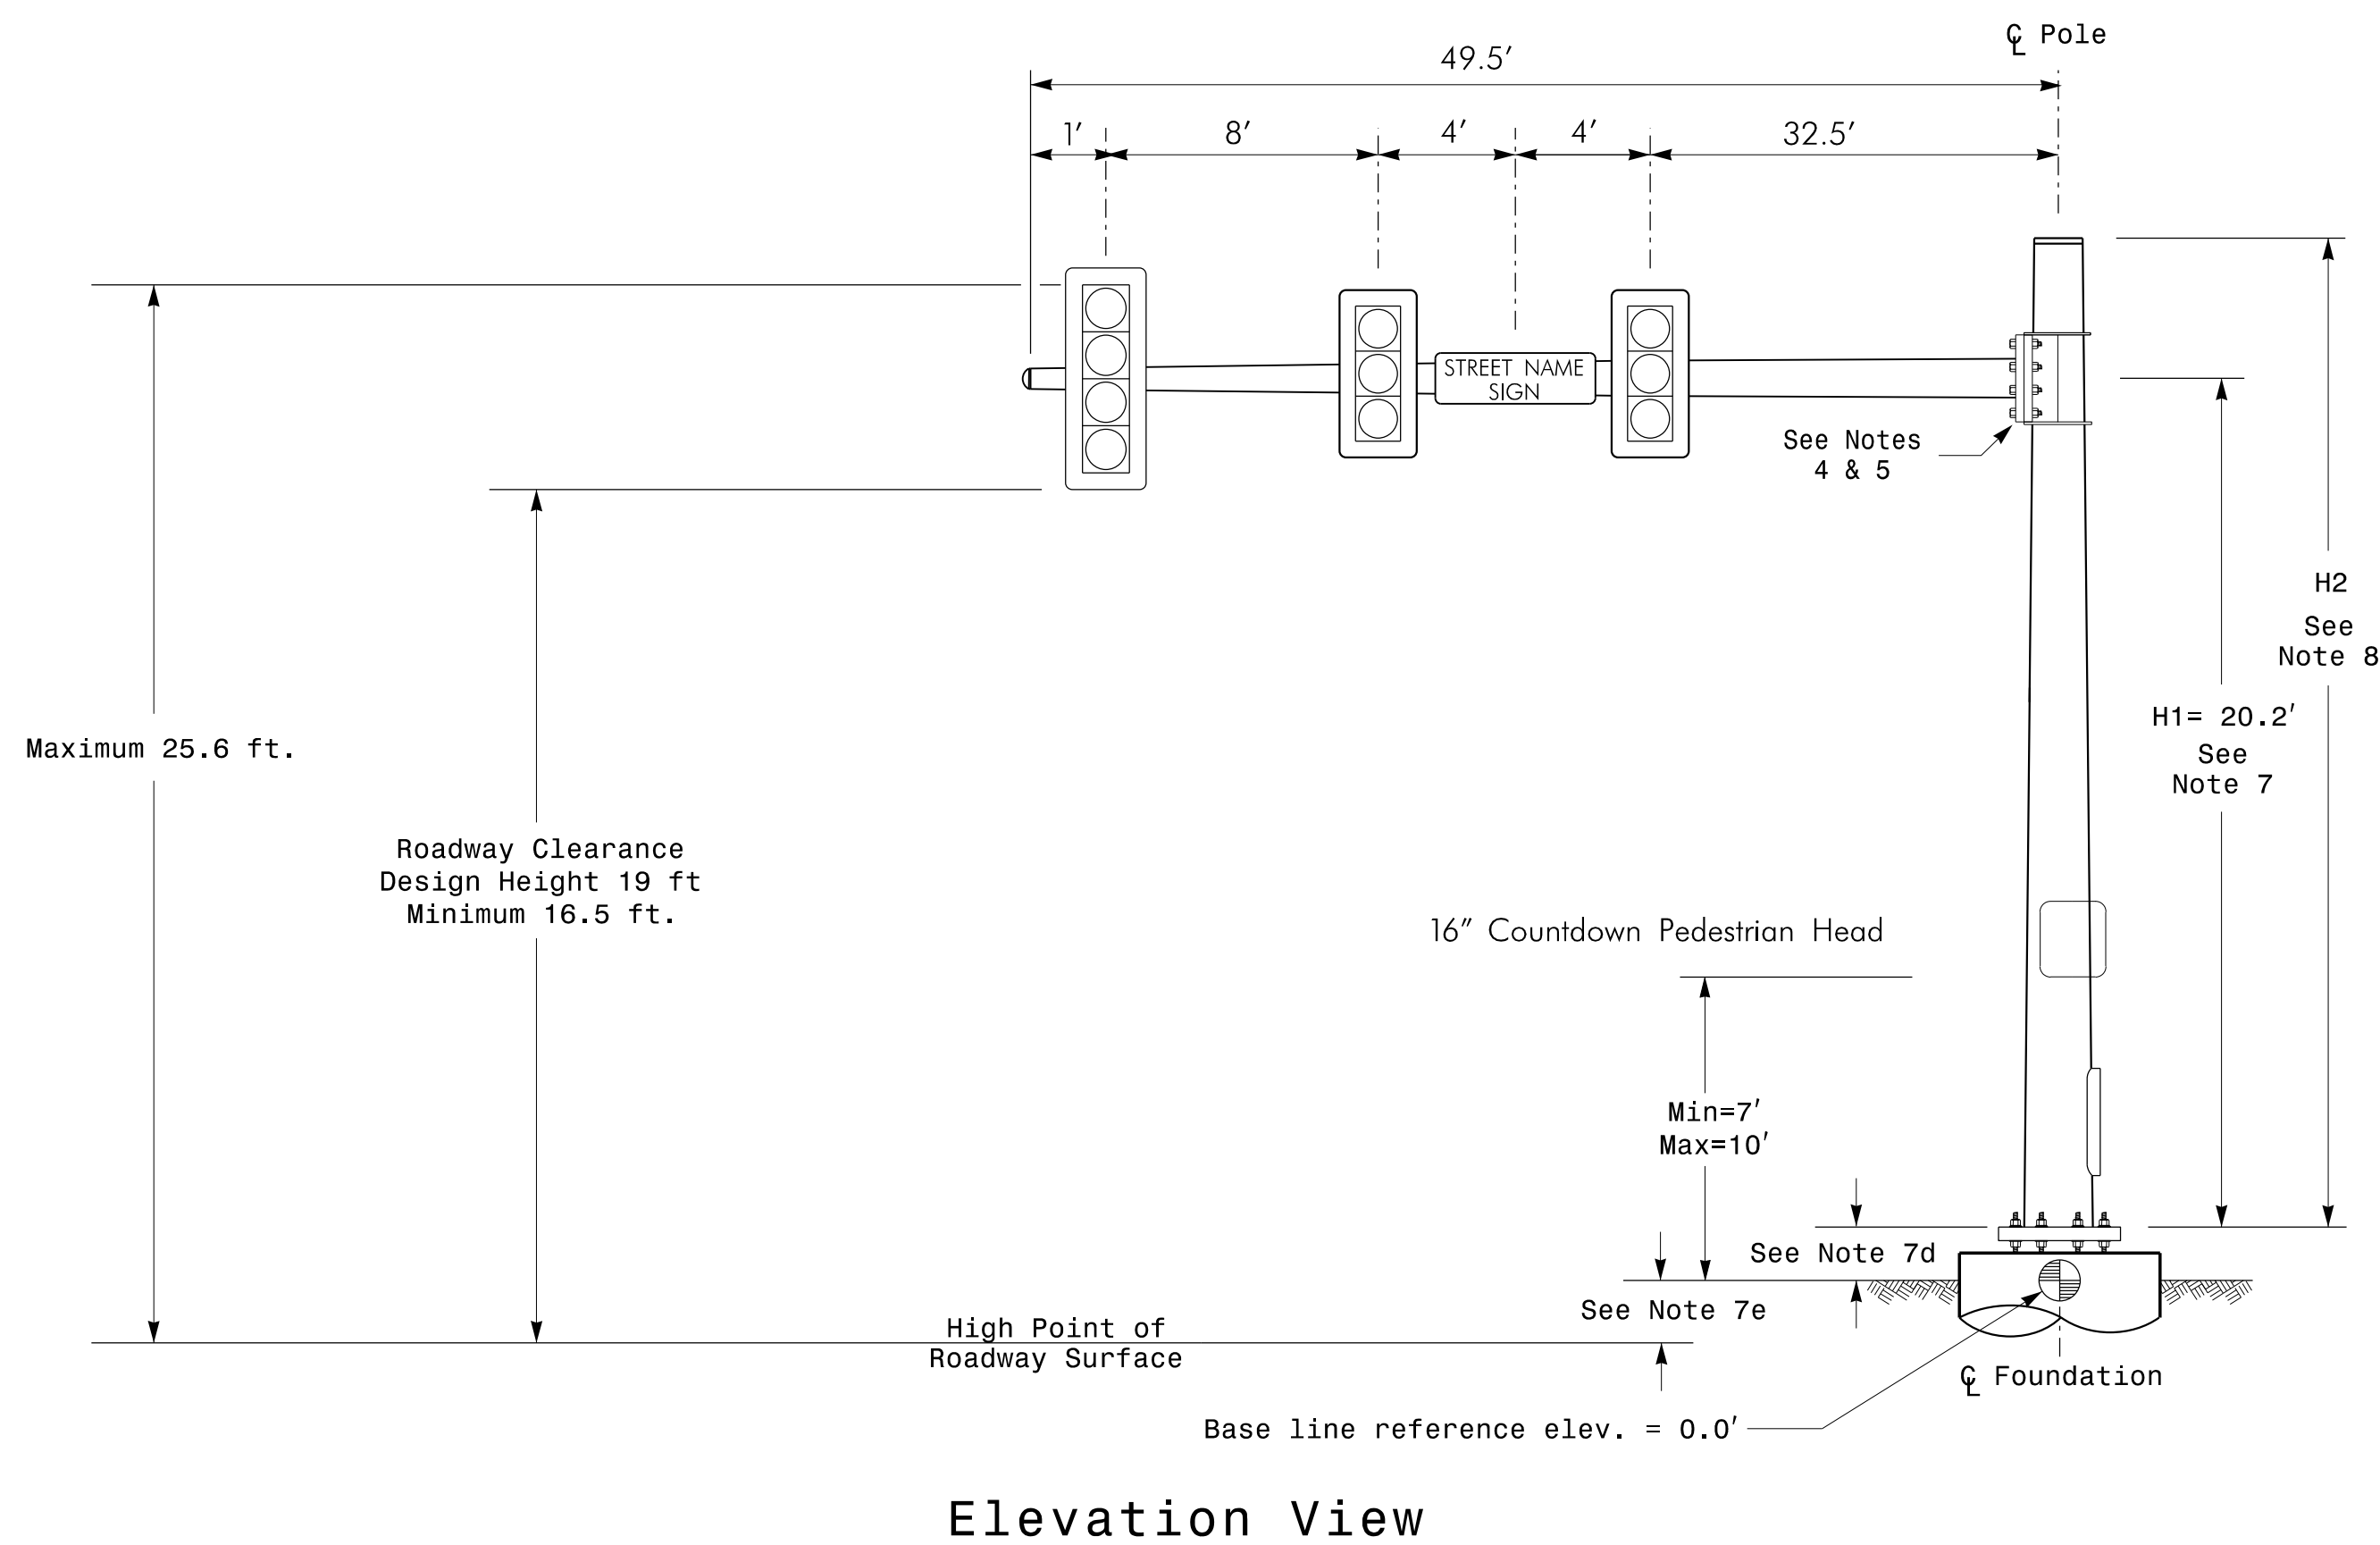 ℄ Pole
49.5'
1'
8'
4'
4'
32.5'
STREET NAME
SIGN
See Notes
4 & 5
H2
See
Note 8
H1= 20.2'
See
Note 7
Maximum 25.6 ft.
Roadway Clearance
Design Height 19 ft
Minimum 16.5 ft.
16" Countdown Pedestrian Head
Min=7'
Max=10'
See Note 7d
See Note 7e
High Point of
Roadway Surface
℄ Foundation
Base line reference elev. = 0.0'
Elevation View